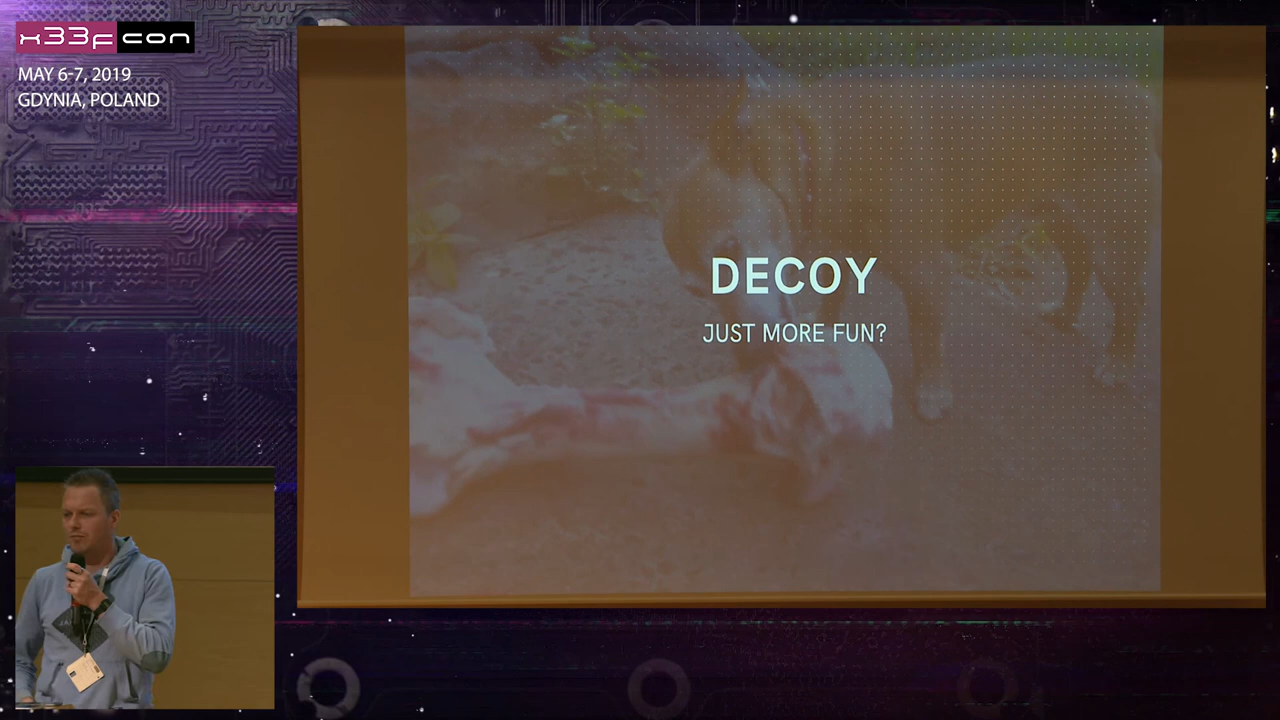 x33fcon
MAY 6-7, 2019
GDYNIA, POLAND
DECOY
JUST MORE FUN?